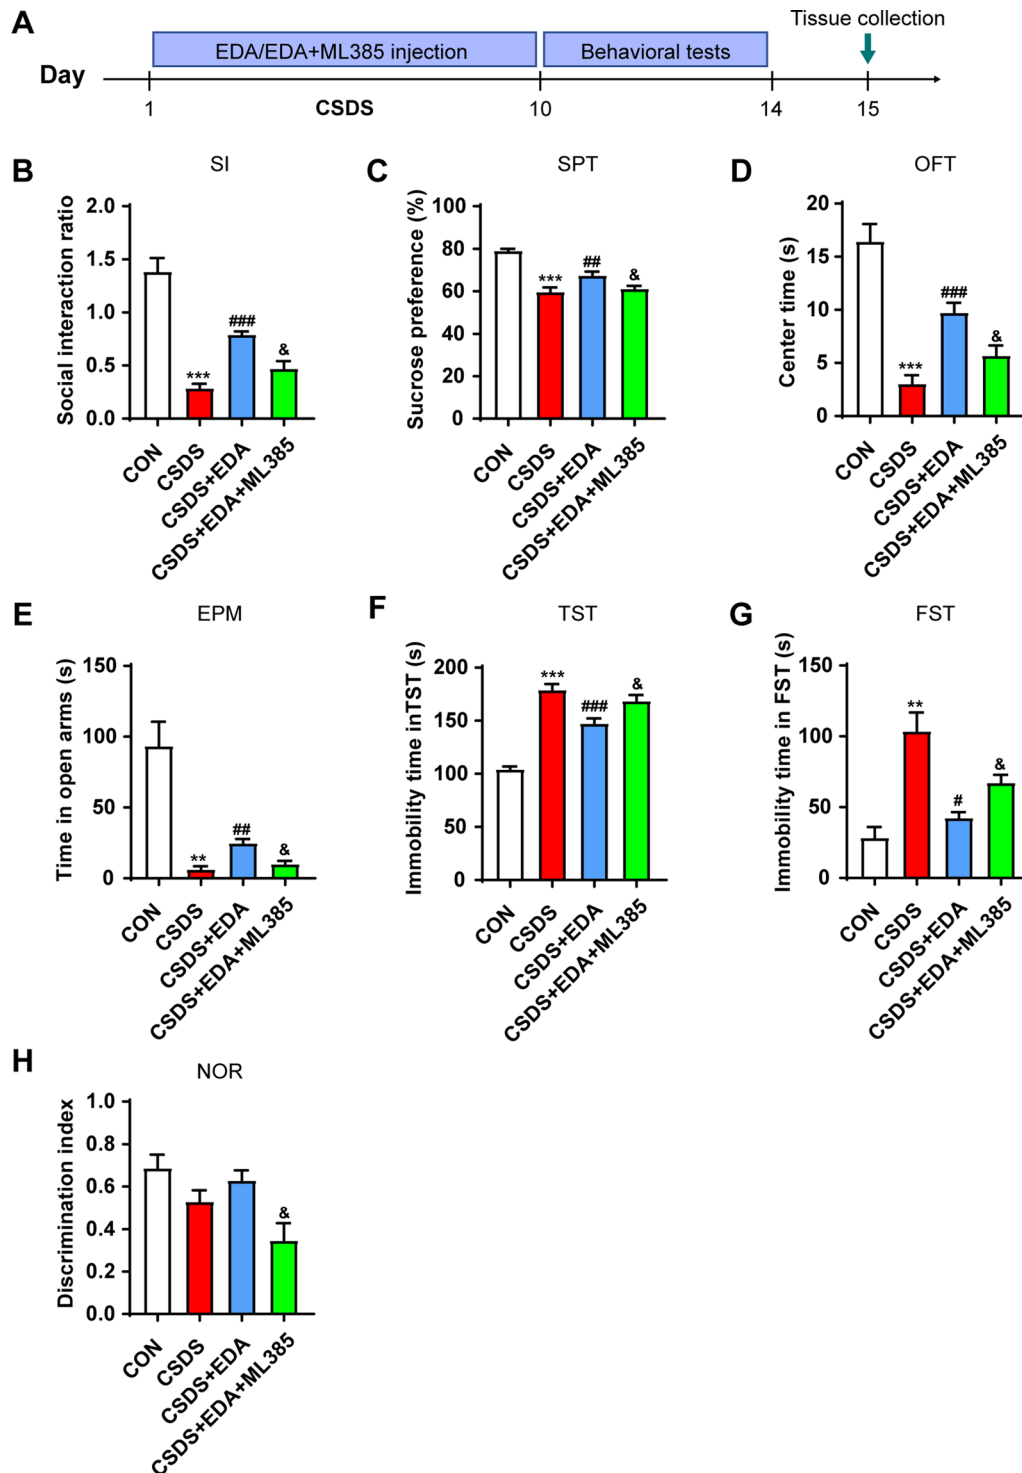 A
Tissue collection
EDA/EDA+ML385 injection
Behavioral tests
Day
1
CSDS
10
14
15
B
SI
Social interaction ratio
2.0
1.5
1.0
0.5
0.0
***
###
&
CON
CSDS
CSDS+EDA
CSDS+EDA+ML385
C
SPT
Sucrose preference (%)
100
80
60
40
20
0
***
##
&
CON
CSDS
CSDS+EDA
CSDS+EDA+ML385
D
OFT
Center time (s)
20
15
10
5
0
***
###
&
CON
CSDS
CSDS+EDA
CSDS+EDA+ML385
E
EPM
Time in open arms (s)
150
100
50
0
**
##
&
CON
CSDS
CSDS+EDA
CSDS+EDA+ML385
F
TST
Immobility time inTST (s)
200
150
100
50
0
***
###
&
CON
CSDS
CSDS+EDA
CSDS+EDA+ML385
G
FST
Immobility time in FST (s)
150
100
50
0
**
#
&
CON
CSDS
CSDS+EDA
CSDS+EDA+ML385
H
NOR
Discrimination index
1.0
0.8
0.6
0.4
0.2
0.0
&
CON
CSDS
CSDS+EDA
CSDS+EDA+ML385